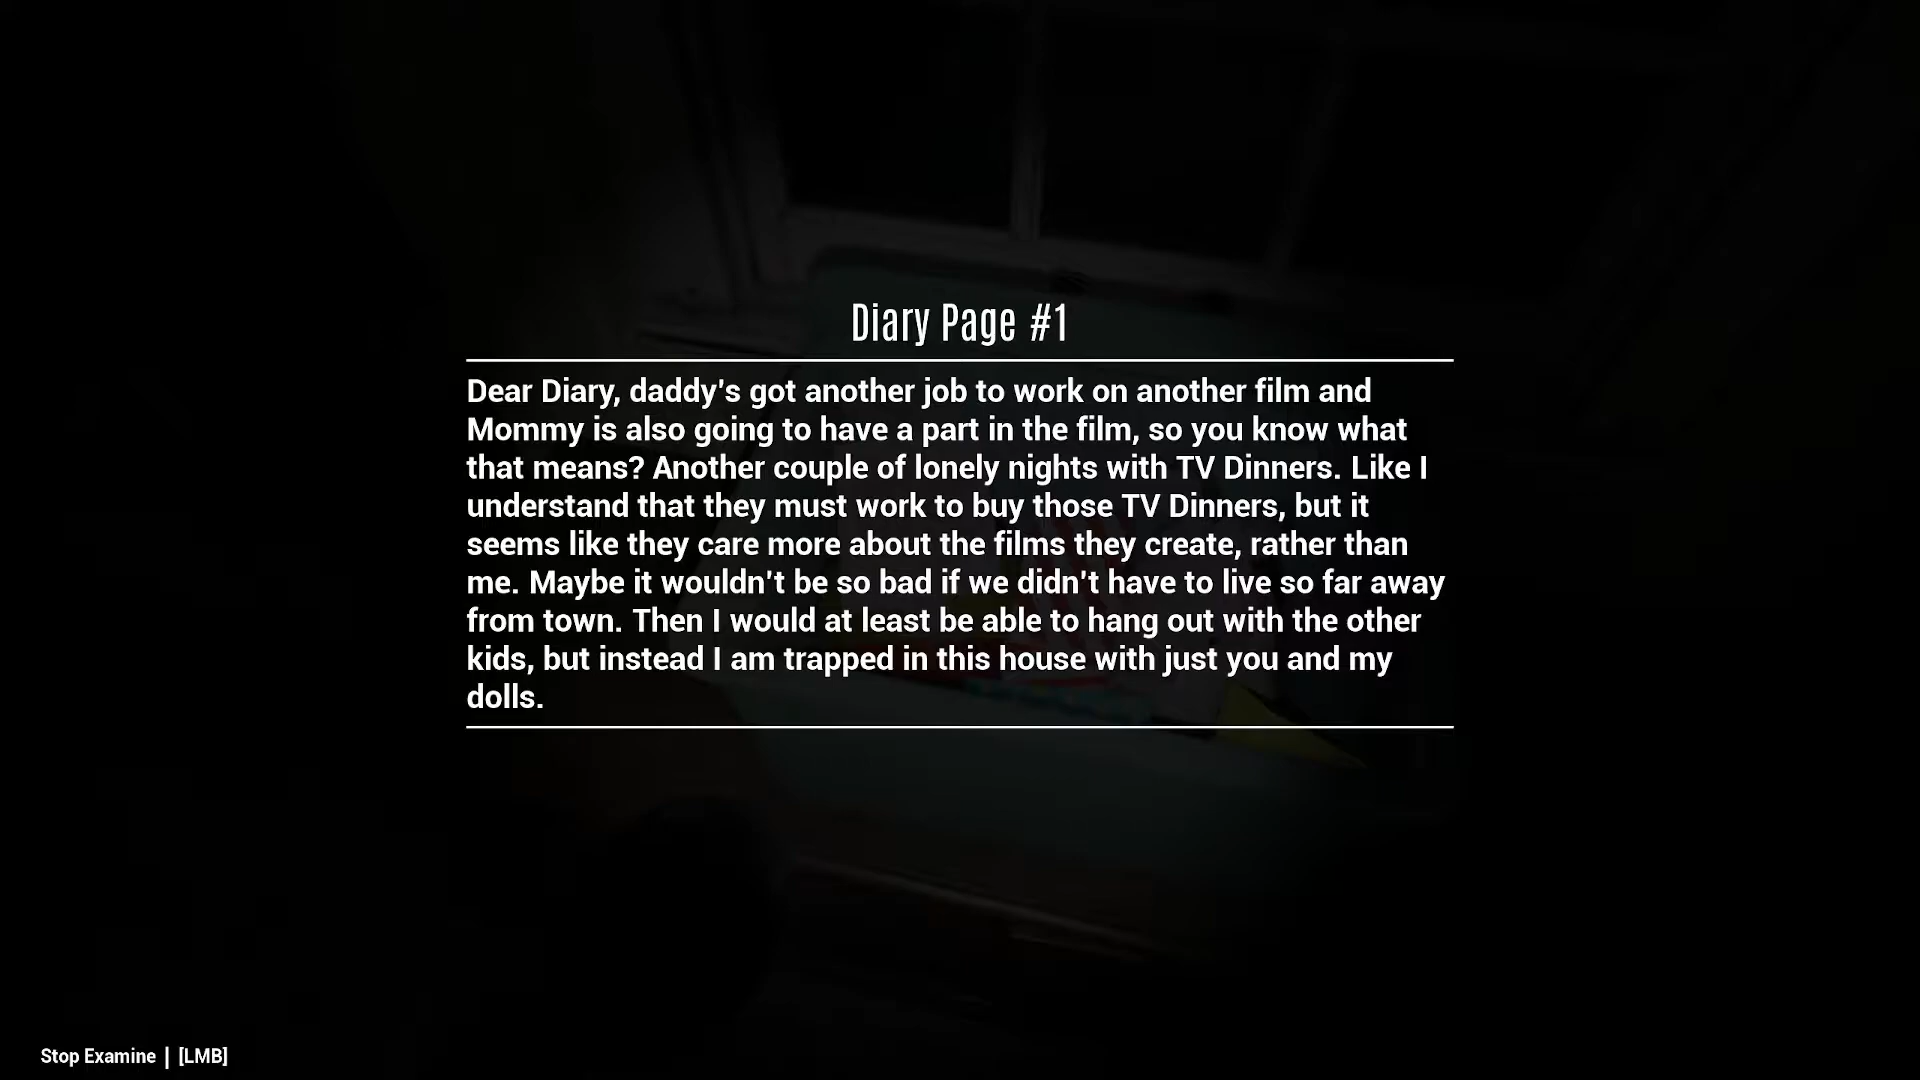 Diary Page #1
Dear Diary, daddy's got another job to work on another film and
Mommy is also going to have a part in the film, so you know what
that means? Another couple of lonely nights with TV Dinners. Like I
understand that they must work to buy those TV Dinners, but it
seems like they care more about the films they create, rather than
me. Maybe it wouldn't be so bad if we didn't have to live so far away
from town. Then I would at least be able to hang out with the other
kids, but instead I am trapped in this house with just you and my
dolls.
Stop Examine | [LMB]